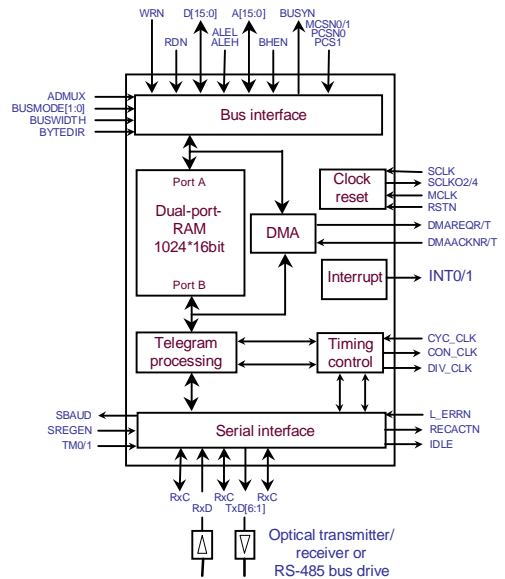 WRN
D[15:0]
A[15:0]
BUSYN
MCSN0/1
PCSN0
PCS1
RDN
ALEL
ALEH
BHEN
ADMUX
BUSMODE[1:0]
BUSWIDTH
BYTEDIR
Bus interface
Port A
Dual-port-
RAM
1024*16bit
Port B
DMA
Clock
reset
SCLK
SCLKO2/4
MCLK
RSTN
DMAREQR/T
DMAACKNR/T
Interrupt
INT0/1
Telegram
processing
Timing
control
CYC_CLK
CON_CLK
DIV_CLK
SBAUD
SREGEN
TM0/1
Serial interface
L_ERRN
RECACTN
IDLE
RxC
RxD
RxC
TxD[6:1]
RxC
Optical transmitter/
receiver or
RS-485 bus drive